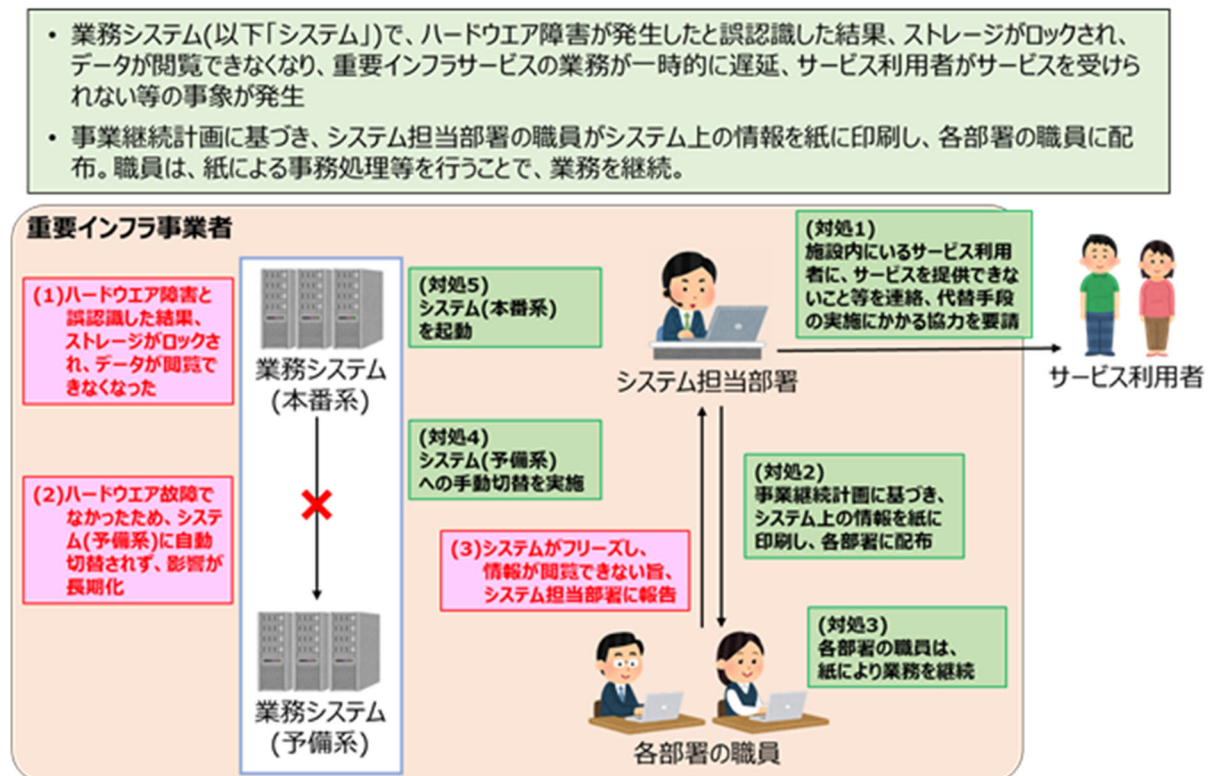 • 業務システム(以下「システム」)で、ハードウエア障害が発生したと誤認識した結果、ストレージがロックされ、
データが閲覧できなくなり、重要インフラサービスの業務が一時的に遅延、サービス利用者がサービスを受けら
れない等の事象が発生
• 事業継続計画に基づき、システム担当部署の職員がシステム上の情報を紙に印刷し、各部署の職員に配
布。職員は、紙による事務処理等を行うことで、業務を継続。
重要インフラ事業者
(1)ハードウエア障害と
誤認識した結果、
ストレージがロックさ
れ、データが閲覧で
きなくなった
業務システム
(本番系)
(対処5)
システム(本番系)
を起動
システム担当部署
(対処1)
施設内にいるサービス利用
者に、サービスを提供できな
いこと等を連絡、代替手段
の実施にかかる協力を要請
サービス利用者
(2)ハードウエア故障で
なかったため、システ
ム(予備系)に自動
切替されず、影響が
長期化
(対処4)
システム(予備系)
への手動切替を実施
(対処2)
事業継続計画に基づき、
システム上の情報を紙に
印刷し、各部署に配布
(3)システムがフリーズし、
情報が閲覧できない旨、
システム担当部署に報告
(対処3)
各部署の職員は、
紙により業務を継続
業務システム
(予備系)
各部署の職員